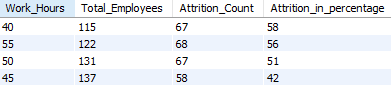 Work_Hours Total_Employees Attrition_Count Attrition_in_percentage
40 115 67 58
55 122 68 56
50 131 67 51
45 137 58 42